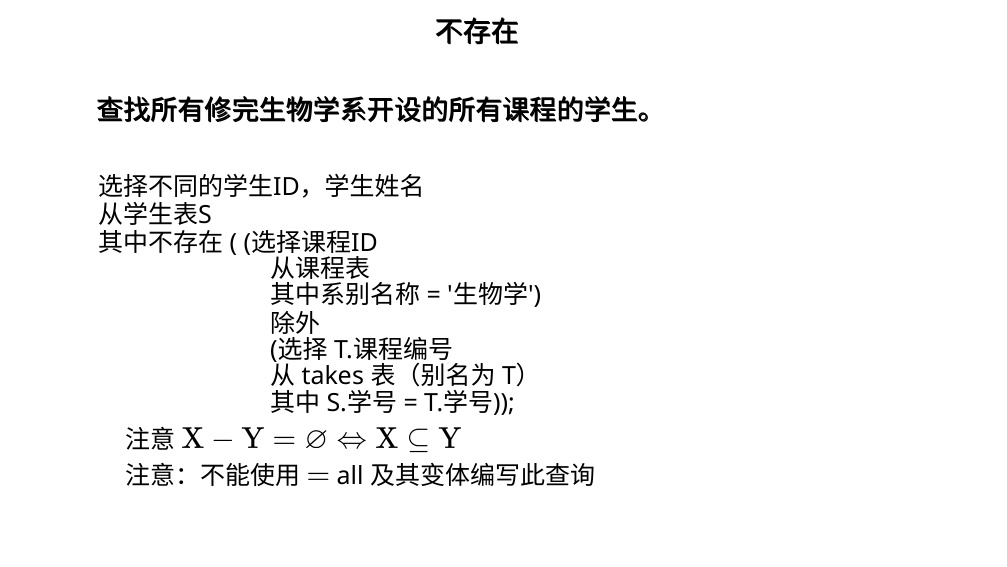 不存在
查找所有修完生物学系开设的所有课程的学生。
选择不同的学生ID，学生姓名
从学生表S
其中不存在 ( (选择课程ID
从课程表
其中系别名称 = '生物学')
除外
(选择 T.课程编号
从 takes 表（别名为 T）
其中 S.学号 = T.学号));
注意 X − Y = ∅ ⇔ X ⊆ Y
注意：不能使用 = all 及其变体编写此查询